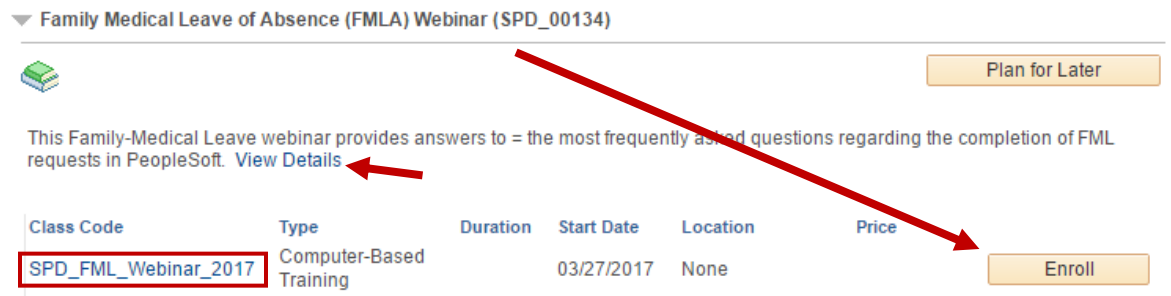 Family Medical Leave of Absence (FMLA) Webinar (SPD_00134)
Plan for Later
This Family-Medical Leave webinar provides answers to = the most frequently asked questions regarding the completion of FML
requests in PeopleSoft. View Details
Class Code Type Duration Start Date Location Price
SPD_FML_Webinar_2017 Computer-Based Training 03/27/2017 None Enroll